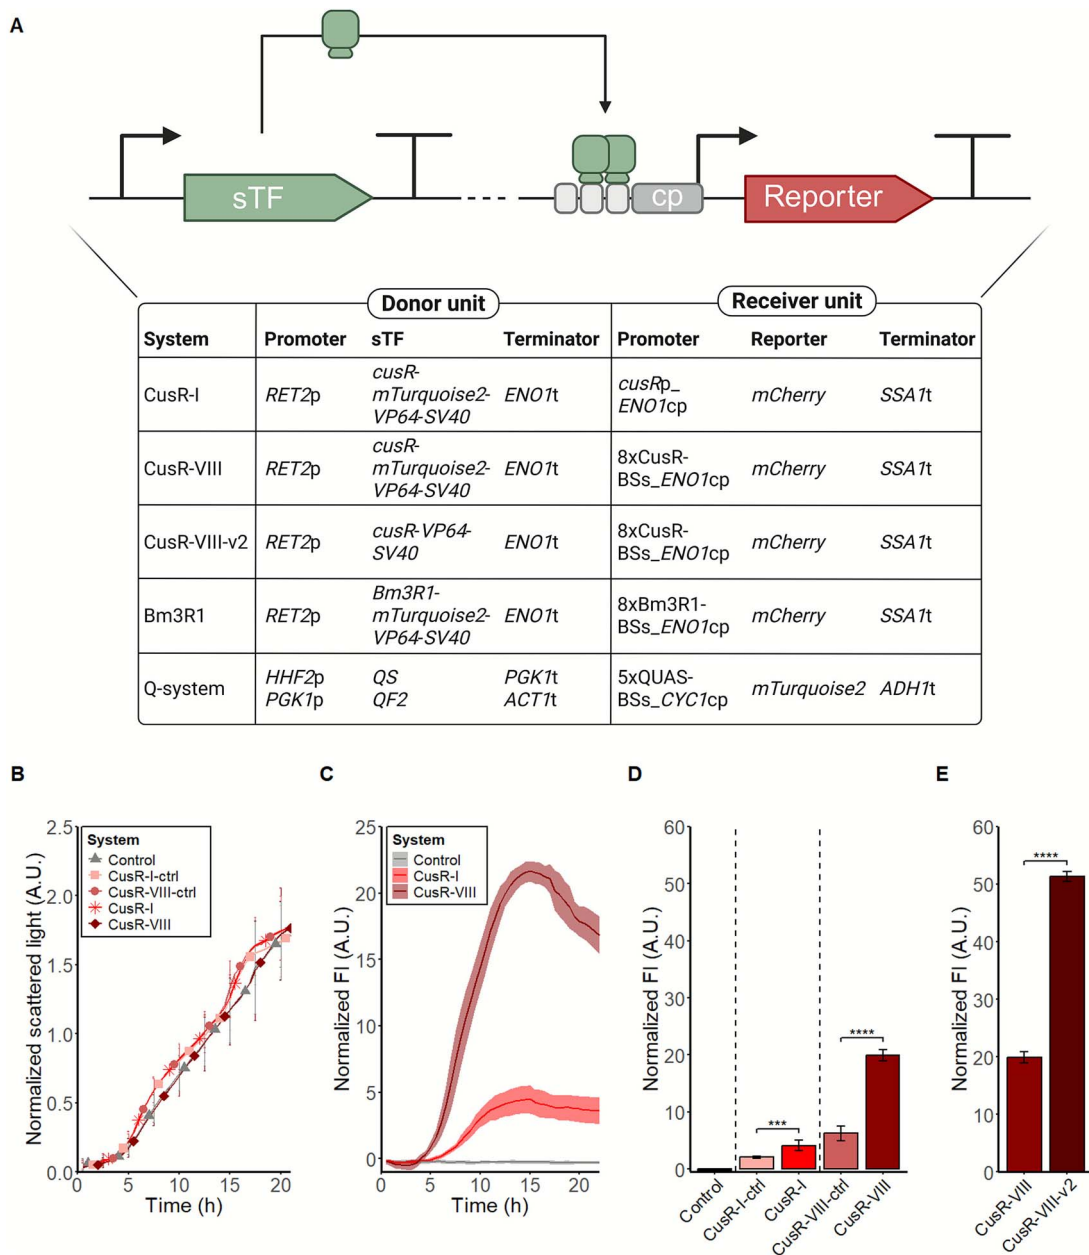 A
sTF
cp
Reporter
Donor unit
Receiver unit
System
Promoter
sTF
Terminator
Promoter
Reporter
Terminator
CusR-I
RET2p
cusR-
mTurquoise2-
VP64-SV40
ENO1t
cusRp_
ENO1cp
mCherry
SSA1t
CusR-VIII
RET2p
cusR-
mTurquoise2-
VP64-SV40
ENO1t
8xCusR-
BSs_ENO1cp
mCherry
SSA1t
CusR-VIII-v2
RET2p
cusR-VP64-
SV40
ENO1t
8xCusR-
BSs_ENO1cp
mCherry
SSA1t
Bm3R1
RET2p
Bm3R1-
mTurquoise2-
VP64-SV40
ENO1t
8xBm3R1-
BSs_ENO1cp
mCherry
SSA1t
Q-system
HHF2p
PGK1p
QS
QF2
PGK1t
ACT1t
5xQUAS-
BSs_CYC1cp
mTurquoise2
ADH1t
B
Normalized scattered light (A.U.)
2.5
2.0
1.5
1.0
0.5
0.0
System
Control
CusR-I-ctrl
CusR-VIII-ctrl
CusR-I
CusR-VIII
0 5 10 15 20
Time (h)
C
Normalized FI (A.U.)
25
20
15
10
5
0
System
Control
CusR-I
CusR-VIII
0 5 10 15 20
Time (h)
D
Normalized FI (A.U.)
60
50
40
30
20
10
0
***
****
Control
CusR-I-ctrl
CusR-I
CusR-VIII-ctrl
CusR-VIII
E
Normalized FI (A.U.)
60
50
40
30
20
10
0
****
CusR-VIII
CusR-VIII-v2